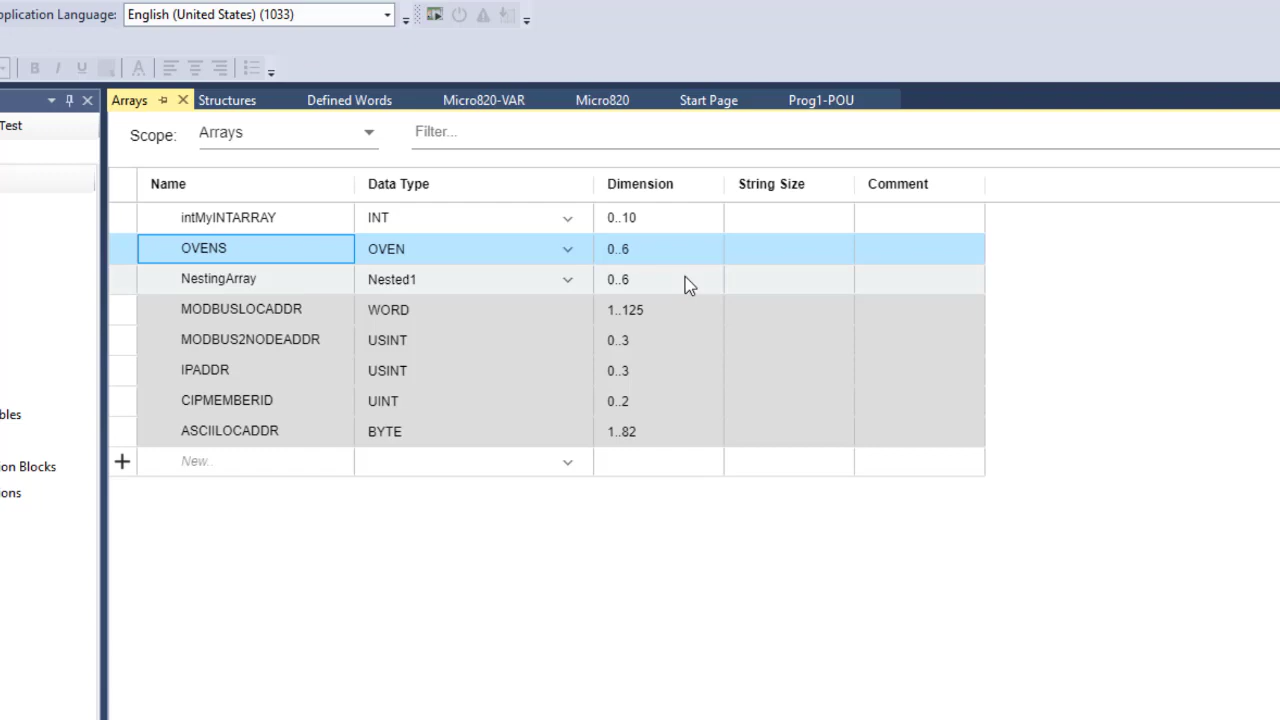 pplication Language: English (United States) (1033)
B I U A
Arrays Structures Defined Words Micro820-VAR Micro820 Start Page Prog1-POU
Test
Scope: Arrays Filter...
Name Data Type Dimension String Size Comment
intMyINTARRAY INT 0..10
OVENS OVEN 0..6
NestingArray Nested1 0..6
MODBUSLOCADDR WORD 1..125
MODBUS2NODEADDR USINT 0..3
IPADDR USINT 0..3
CIPMEMBERID UINT 0..2
bles
ASCIILOCADDR BYTE 1..82
+ New..
ion Blocks
ions